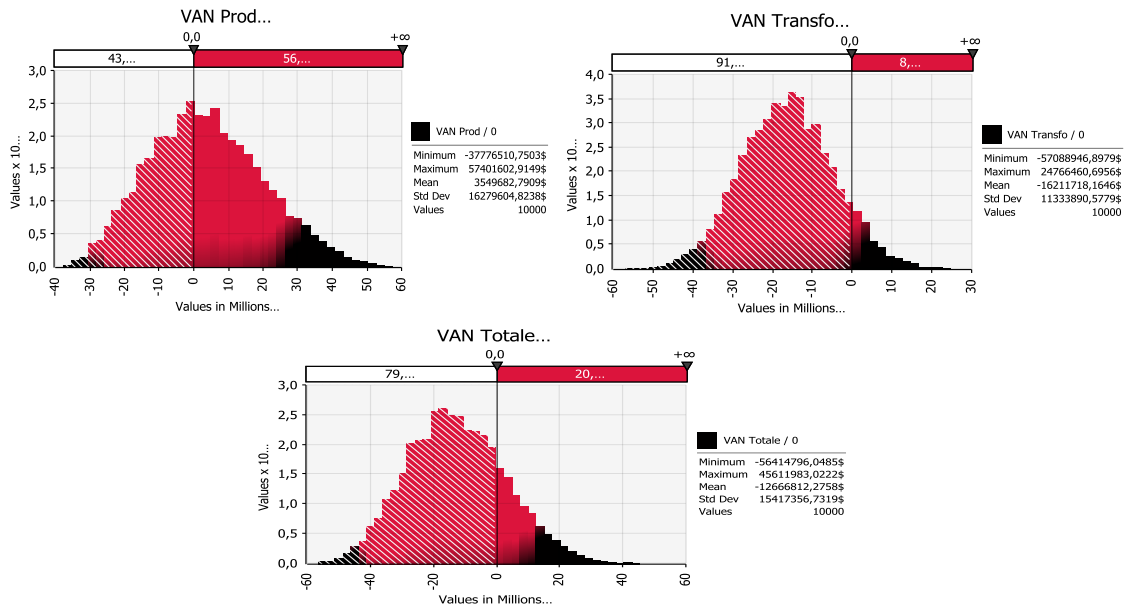 VAN Prod...
0,0 +∞
43,... 56,...
3,0
2,5
2,0
1,5
1,0
0,5
0,0
Values x 10...
-40 -30 -20 -10 0 10 20 30 40 50 60
Values in Millions...
VAN Prod / 0
Minimum -37776510,7503$
Maximum 57401602,9149$
Mean 3549682,7909$
Std Dev 16279604,8238$
Values 10000
VAN Transfo...
0,0 +∞
91,... 8,...
4,0
3,5
3,0
2,5
2,0
1,5
1,0
0,5
0,0
Values x 10...
-60 -50 -40 -30 -20 -10 0 10 20 30
Values in Millions...
VAN Transfo / 0
Minimum -57088946,8979$
Maximum 24766460,6956$
Mean -16211718,1646$
Std Dev 11333890,5779$
Values 10000
VAN Totale...
0,0 +∞
79,... 20,...
3,0
2,5
2,0
1,5
1,0
0,5
0,0
Values x 10...
-60 -40 -20 0 20 40 60
Values in Millions...
VAN Totale / 0
Minimum -56414796,0485$
Maximum 45611983,0222$
Mean -12666812,2758$
Std Dev 15417356,7319$
Values 10000